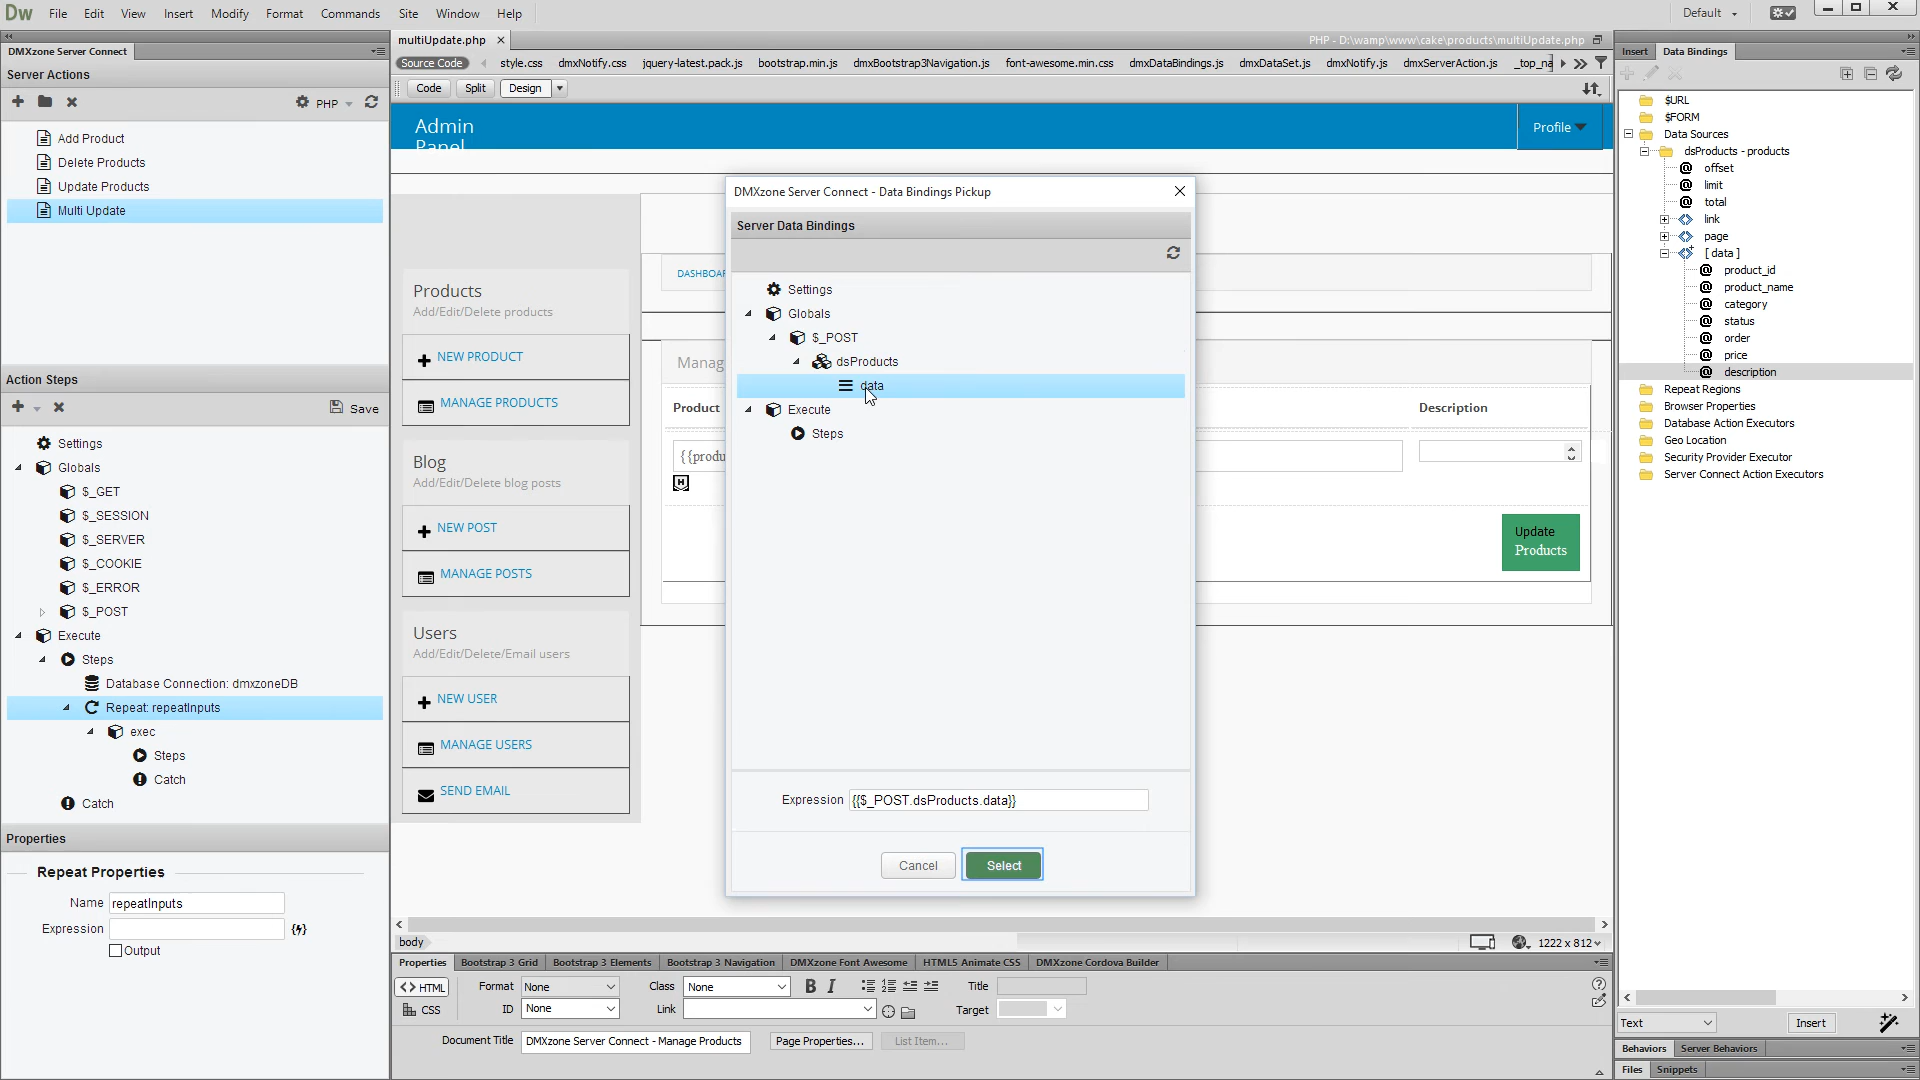 Dw File Edit View Insert Modify Format Commands Site Window Help Default
DMXzone Server Connect
Server Actions
PHP
Add Product
Delete Products
Update Products
Multi Update
Action Steps
Save
Settings
Globals
$_GET
$_SESSION
$_SERVER
$_COOKIE
$_ERROR
$_POST
Execute
Steps
Database Connection: dmxzoneDB
Repeat: repeatInputs
exec
Steps
Catch
Catch
Properties
Repeat Properties
Name repeatInputs
Expression
Output
multiUpdate.php
PHP - D:\wamp\www\cake\products\multiUpdate.php
Source Code style.css dmxNotify.css jquery-latest.pack.js bootstrap.min.js dmxBootstrap3Navigation.js font-awesome.min.css dmxDataBindings.js dmxDataSet.js dmxNotify.js dmxServerAction.js _top_na
Code Split Design
Admin
Panel
Profile
Products
Add/Edit/Delete products
NEW PRODUCT
MANAGE PRODUCTS
Blog
Add/Edit/Delete blog posts
NEW POST
MANAGE POSTS
Users
Add/Edit/Delete/Email users
NEW USER
MANAGE USERS
SEND EMAIL
DASHBOAR
Manag
Product
Description
{{produ
Update
Products
DMXzone Server Connect - Data Bindings Pickup
Server Data Bindings
Settings
Globals
$_POST
dsProducts
data
Execute
Steps
Expression {{$_POST.dsProducts.data}}
Cancel Select
body
1222 x 812
Properties Bootstrap 3 Grid Bootstrap 3 Elements Bootstrap 3 Navigation DMXzone Font Awesome HTML5 Animate CSS DMXzone Cordova Builder
<> HTML Format None Class None B I Title
CSS ID None Link Target
Document Title DMXzone Server Connect - Manage Products Page Properties... List Item...
Insert Data Bindings
$URL
$FORM
Data Sources
dsProducts - products
offset
limit
total
link
page
[ data ]
product_id
product_name
category
status
order
price
description
Repeat Regions
Browser Properties
Database Action Executors
Geo Location
Security Provider Executor
Server Connect Action Executors
Text Insert
Behaviors Server Behaviors
Files Snippets